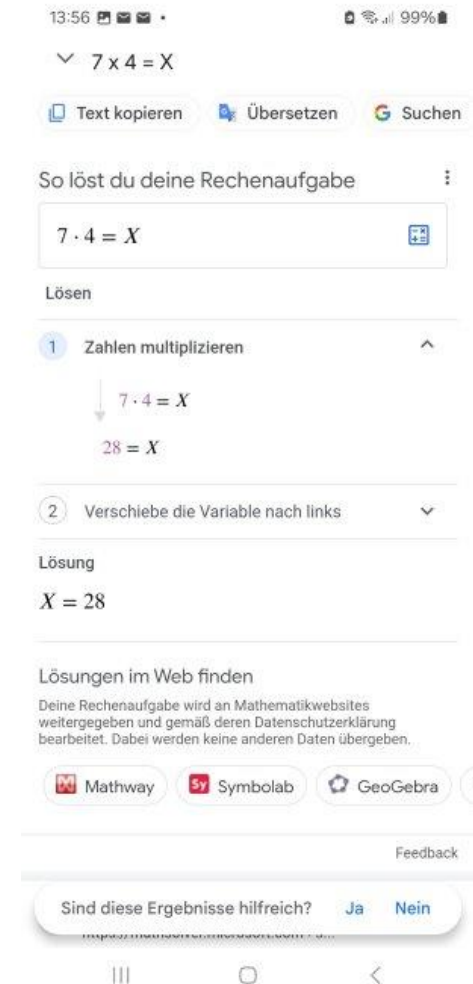 13:56
99%
7 x 4 = X
Text kopieren Übersetzen Suchen
So löst du deine Rechenaufgabe
7 · 4 = X
Lösen
1 Zahlen multiplizieren
7 · 4 = X
28 = X
2 Verschiebe die Variable nach links
Lösung
X = 28
Lösungen im Web finden
Deine Rechenaufgabe wird an Mathematikwebsites
weitergegeben und gemäß deren Datenschutzerklärung
bearbeitet. Dabei werden keine anderen Daten übergeben.
Mathway Sy Symbolab GeoGebra
Feedback
Sind diese Ergebnisse hilfreich? Ja Nein